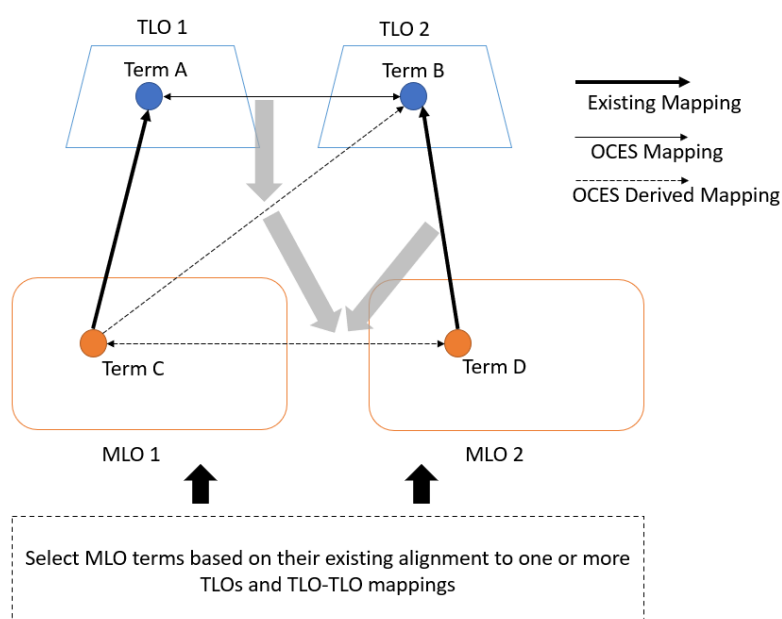 TLO 1
TLO 2
Term A
Term B
Existing Mapping
OCES Mapping
OCES Derived Mapping
Term C
Term D
MLO 1
MLO 2
Select MLO terms based on their existing alignment to one or more
TLOs and TLO-TLO mappings